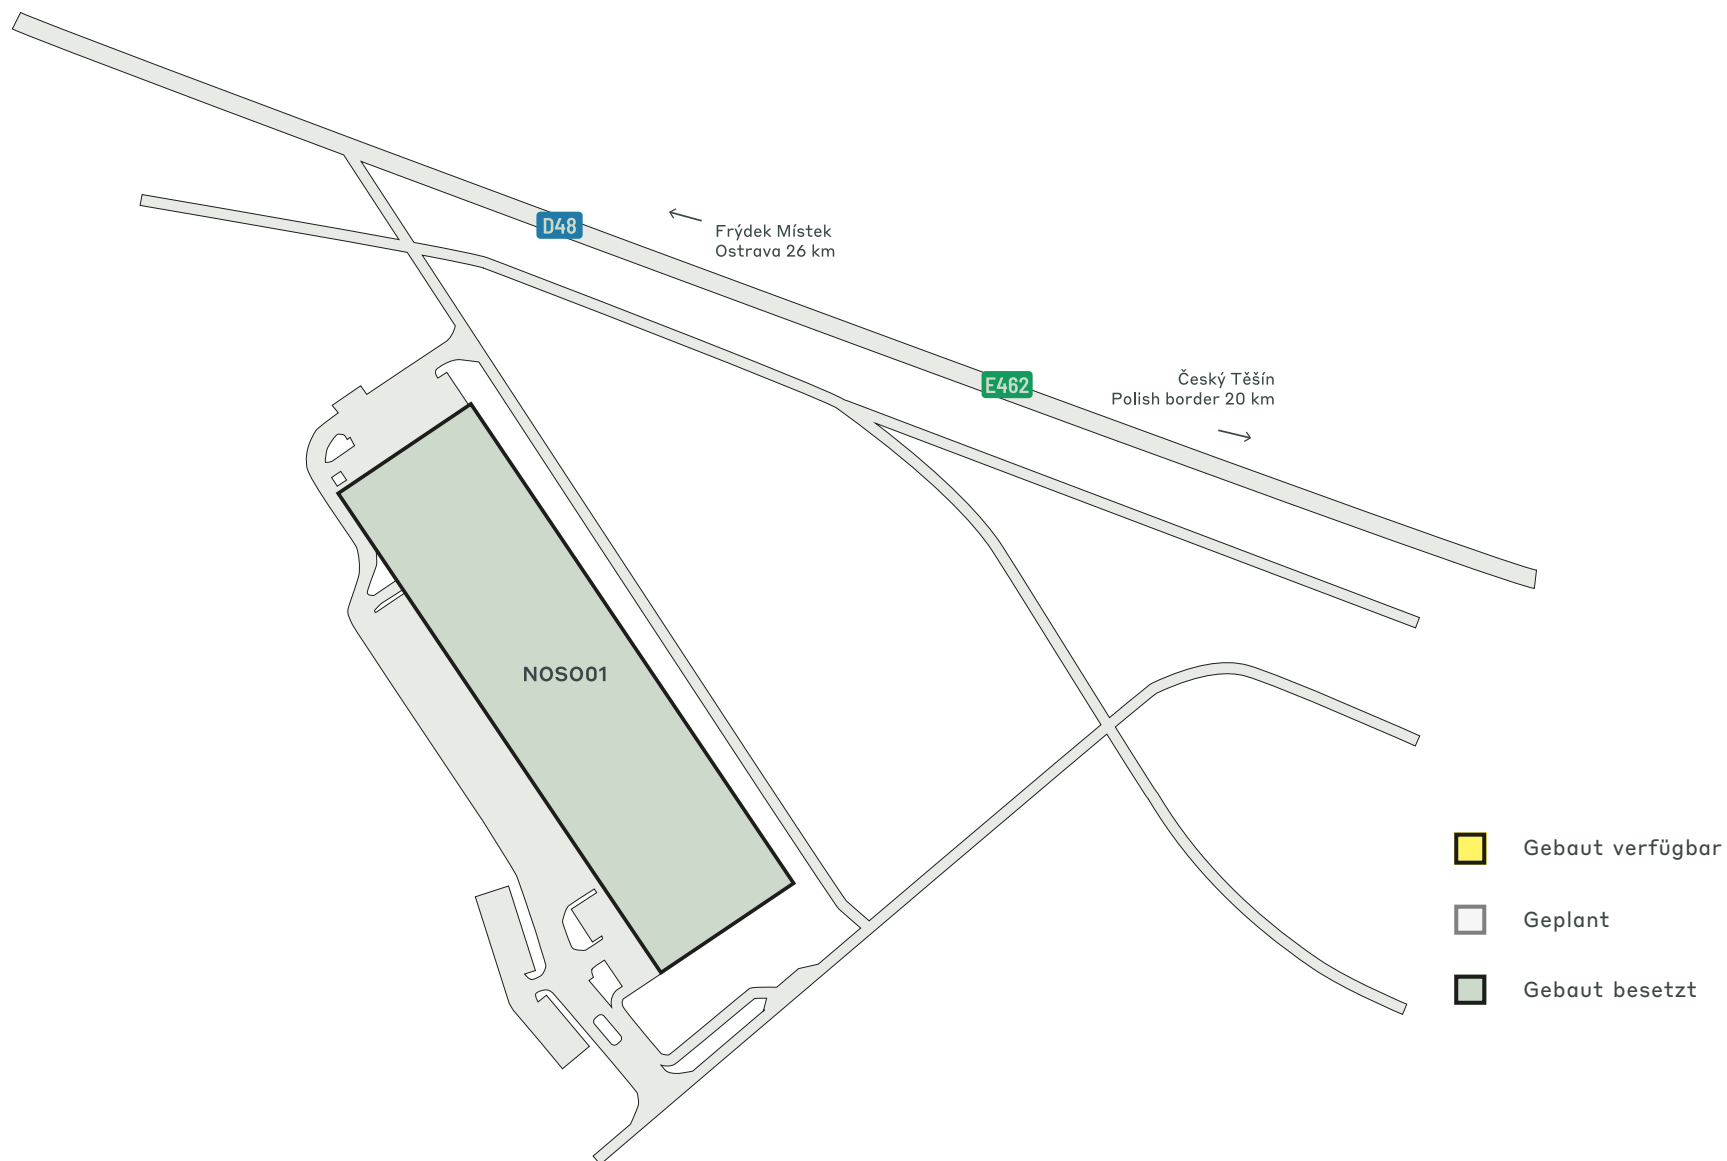 D48
Frýdek Místek
Ostrava 26 km
E462
Český Těšín
Polish border 20 km
NOSO01
Gebaut verfügbar
Geplant
Gebaut besetzt